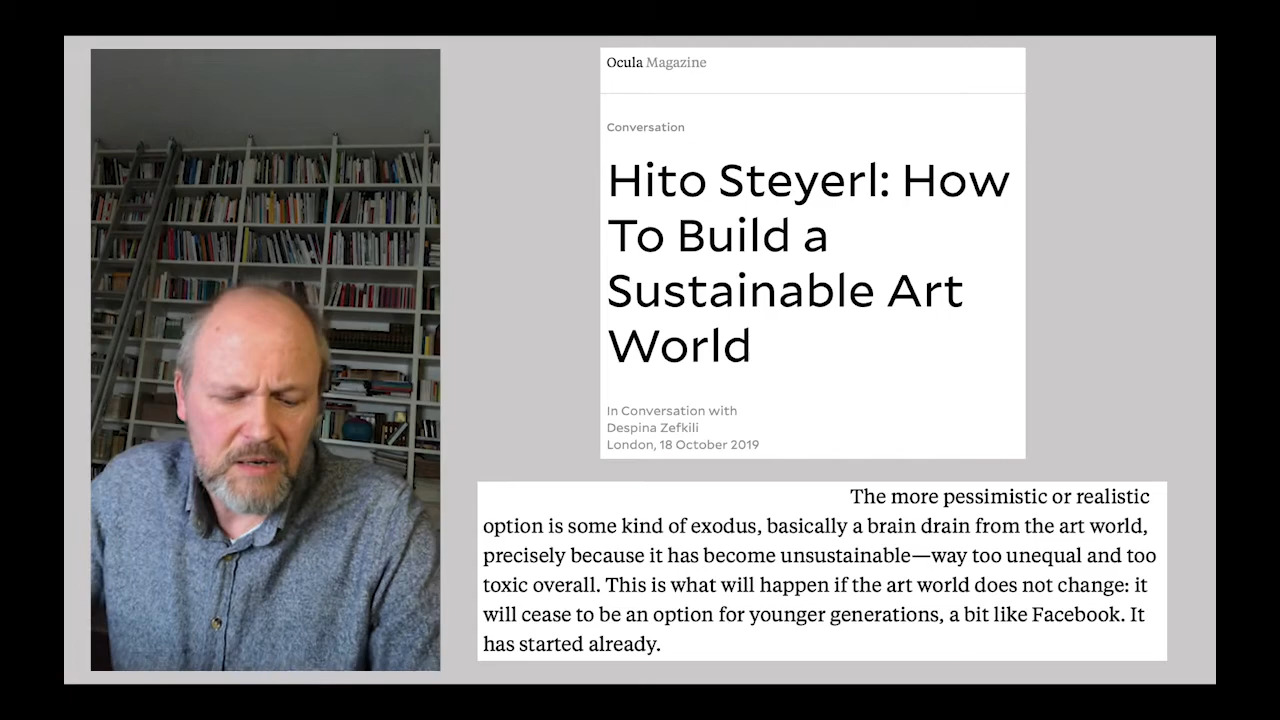 Ocula Magazine
Conversation
Hito Steyerl: How
To Build a
Sustainable Art
World
In Conversation with
Despina Zefkili
London, 18 October 2019
The more pessimistic or realistic
option is some kind of exodus, basically a brain drain from the art world,
precisely because it has become unsustainable—way too unequal and too
toxic overall. This is what will happen if the art world does not change: it
will cease to be an option for younger generations, a bit like Facebook. It
has started already.